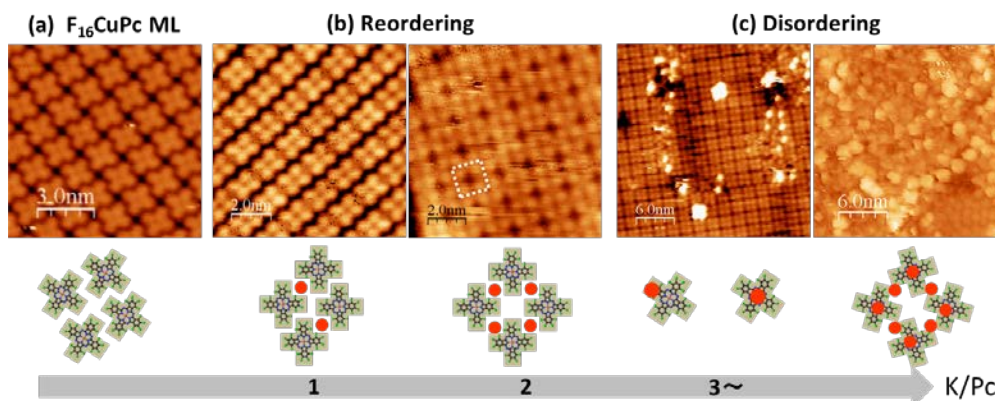 (a) F₁₆CuPc ML
(b) Reordering
(c) Disordering
3.0nm
2.0nm
2.0nm
6.0nm
6.0nm
1
2
3~
K/Pc